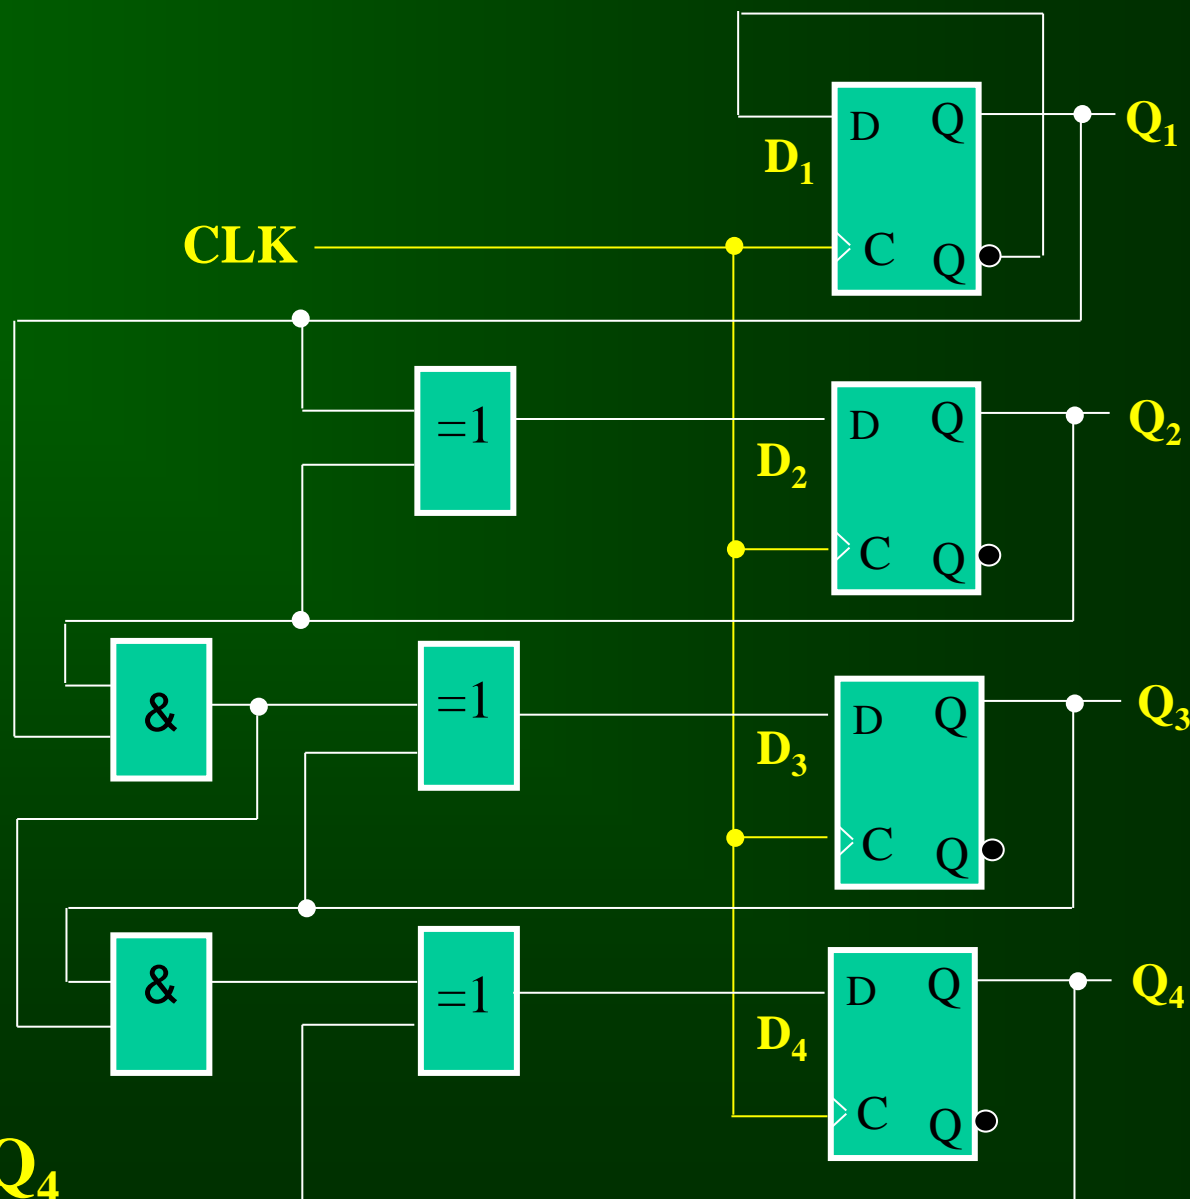 D Q Q₁
D₁
CLK C Q
=1 D Q Q₂
D₂
C Q
& =1 D Q Q₃
D₃
C Q
& =1 D Q Q₄
D₄
C Q
Q₄